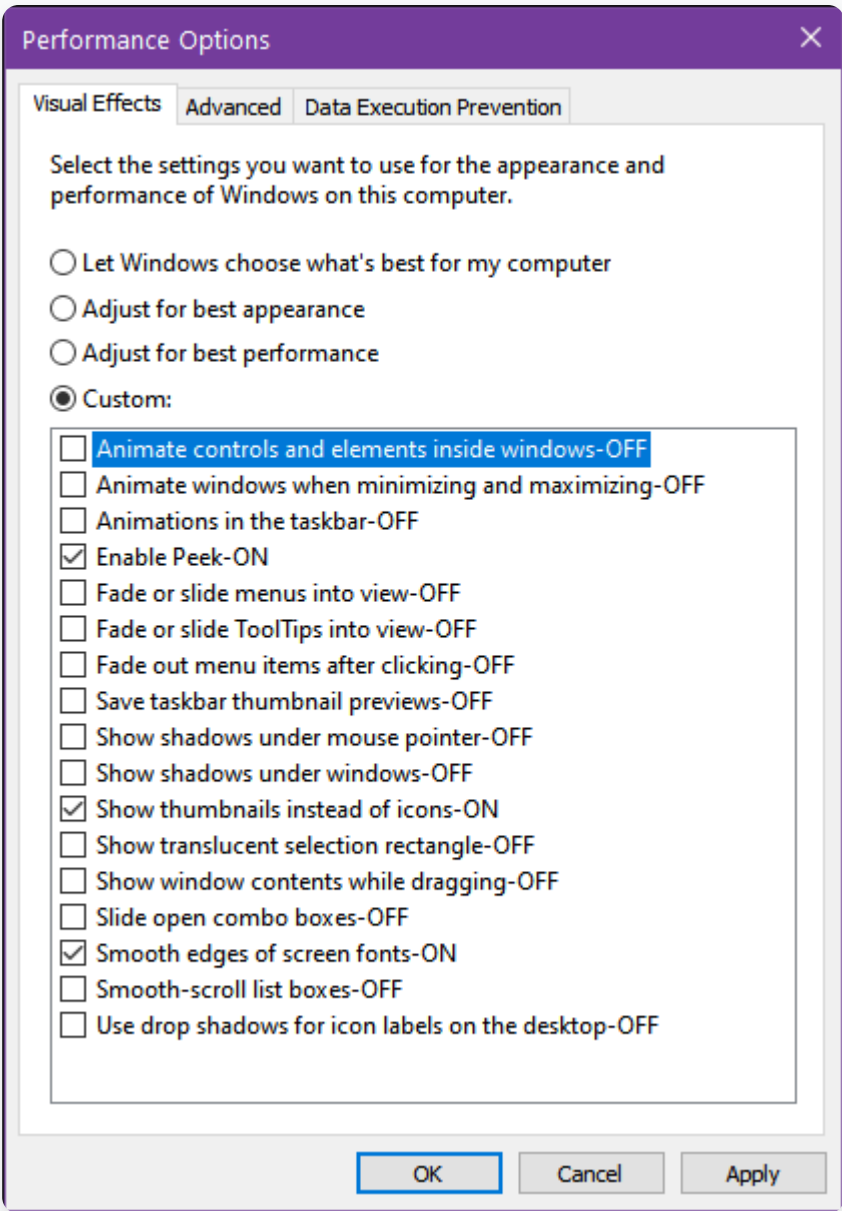 Performance Options
Visual Effects
Advanced
Data Execution Prevention
Select the settings you want to use for the appearance and
performance of Windows on this computer.
Let Windows choose what's best for my computer
Adjust for best appearance
Adjust for best performance
Custom:
Animate controls and elements inside windows-OFF
Animate windows when minimizing and maximizing-OFF
Animations in the taskbar-OFF
Enable Peek-ON
Fade or slide menus into view-OFF
Fade or slide ToolTips into view-OFF
Fade out menu items after clicking-OFF
Save taskbar thumbnail previews-OFF
Show shadows under mouse pointer-OFF
Show shadows under windows-OFF
Show thumbnails instead of icons-ON
Show translucent selection rectangle-OFF
Show window contents while dragging-OFF
Slide open combo boxes-OFF
Smooth edges of screen fonts-ON
Smooth-scroll list boxes-OFF
Use drop shadows for icon labels on the desktop-OFF
OK
Cancel
Apply